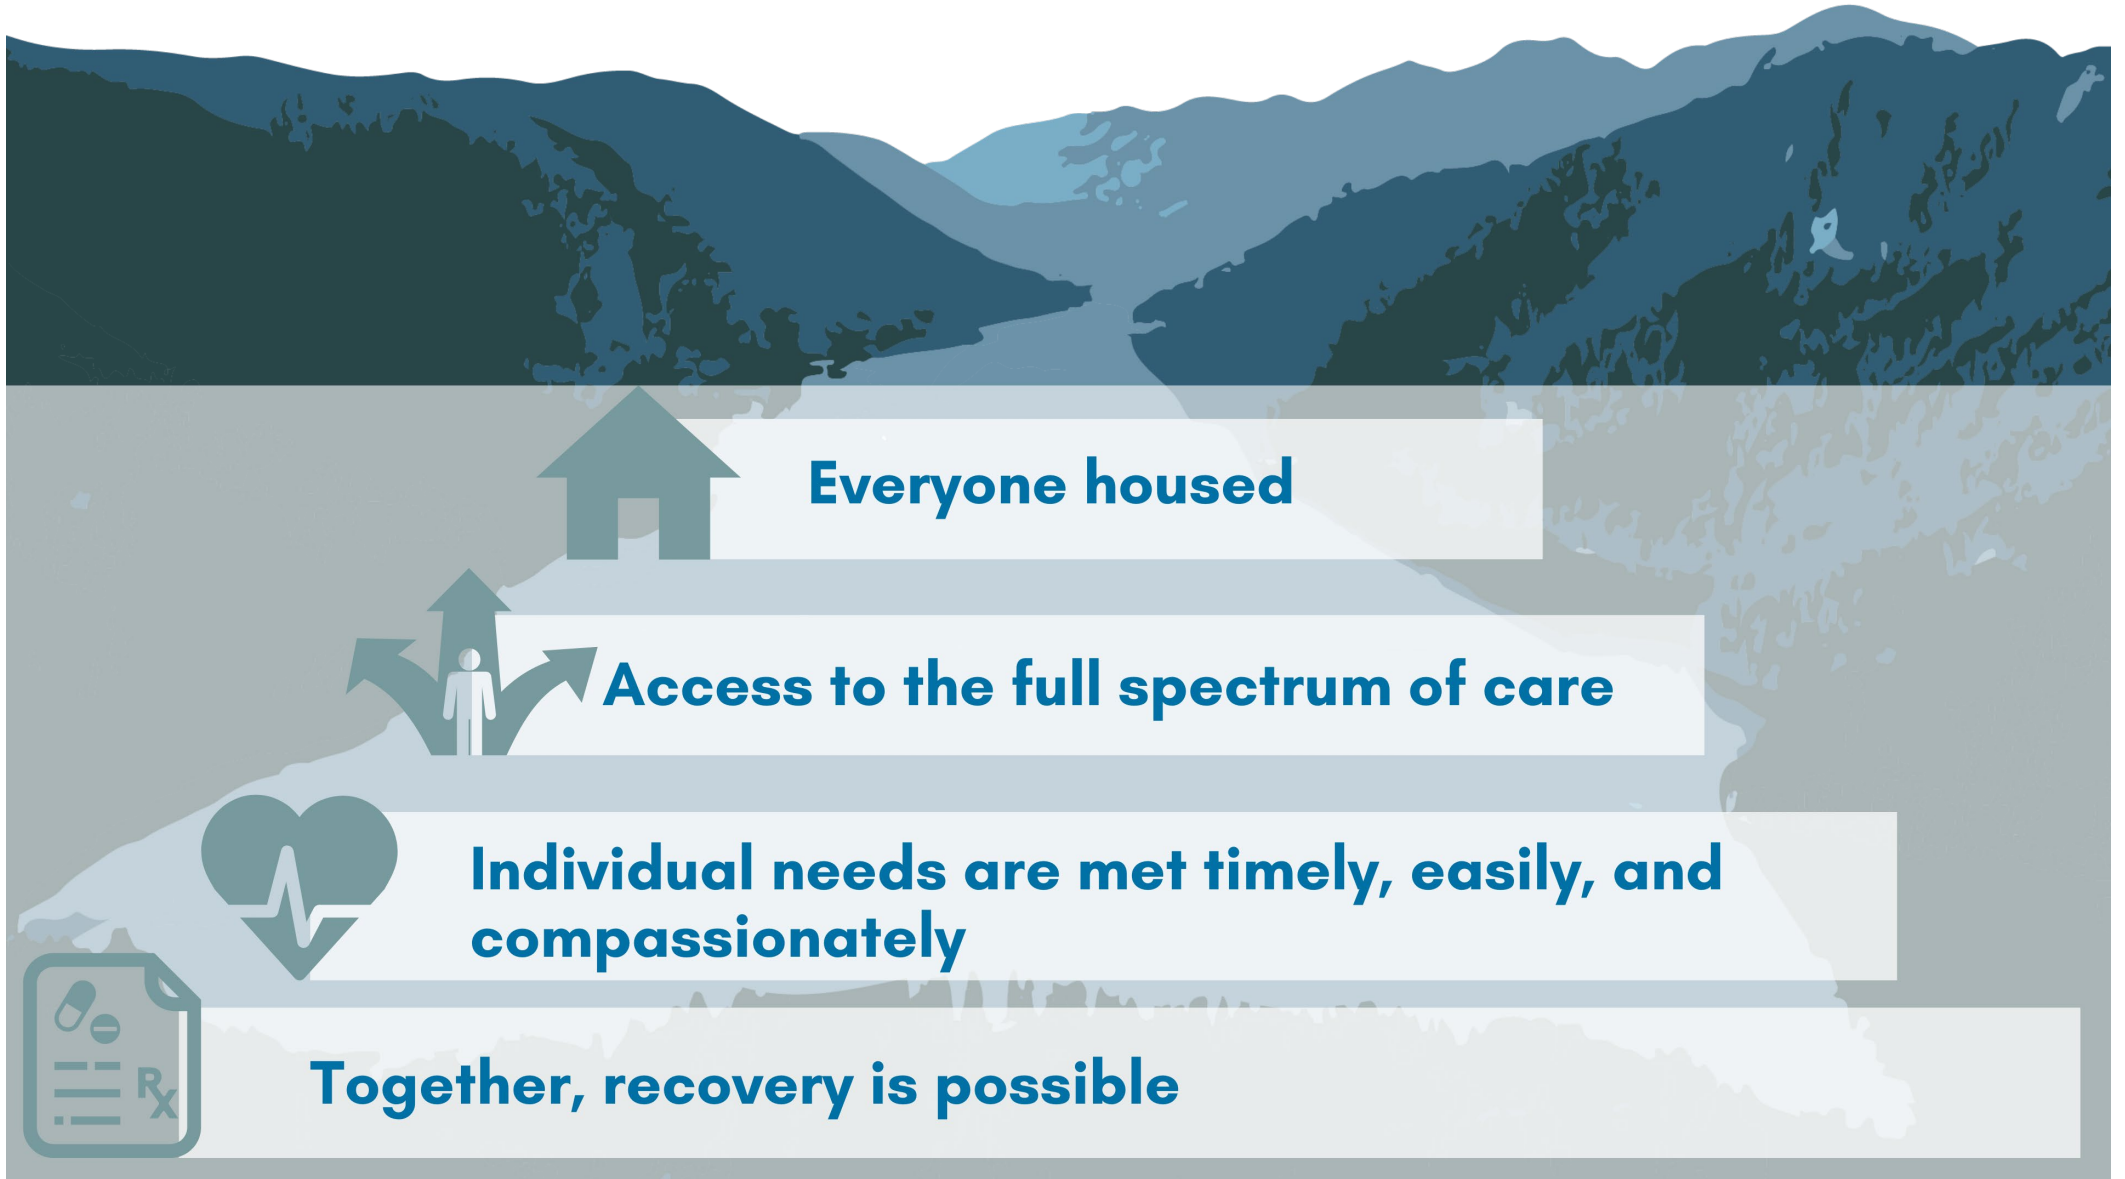 Everyone housed
Access to the full spectrum of care
Individual needs are met timely, easily, and
compassionately
Rx
Together, recovery is possible